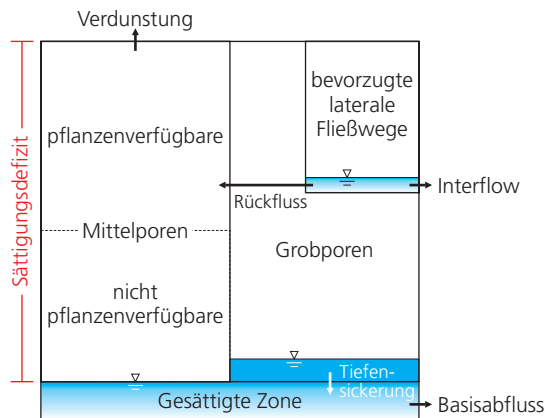 Verdunstung
Sättigungsdefizit
pflanzenverfügbare
bevorzugte
laterale
Fließwege
Rückfluss
Interflow
Mittelporen
Grobporen
nicht
pflanzenverfügbare
Tiefen-
sickerung
Gesättigte Zone
Basisabfluss